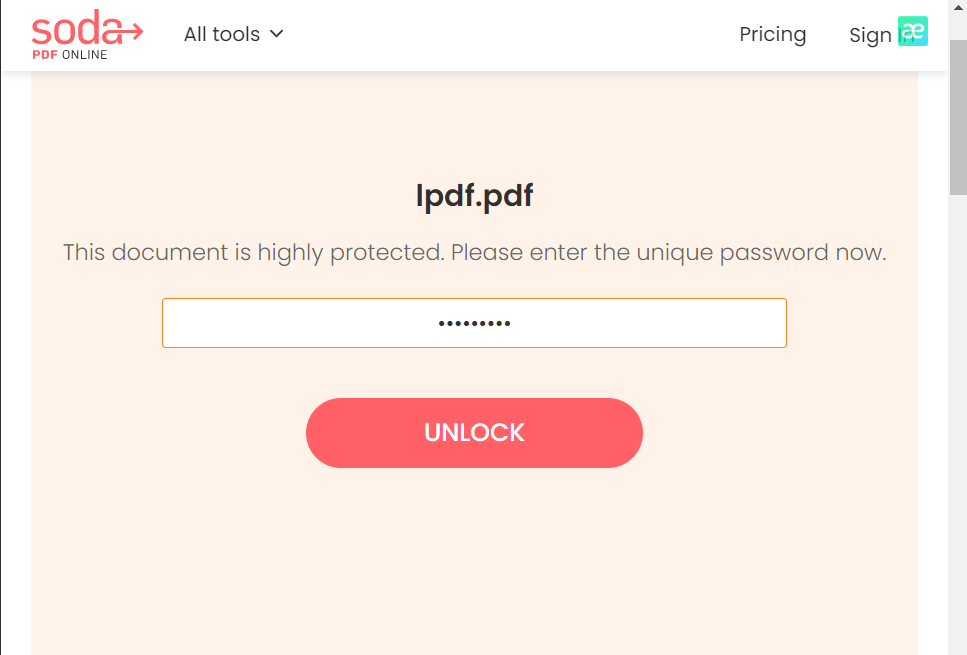 soda
PDF ONLINE
All tools
Pricing
Sign In
æ
lpdf.pdf
This document is highly protected. Please enter the unique password now.
•••••••••
UNLOCK